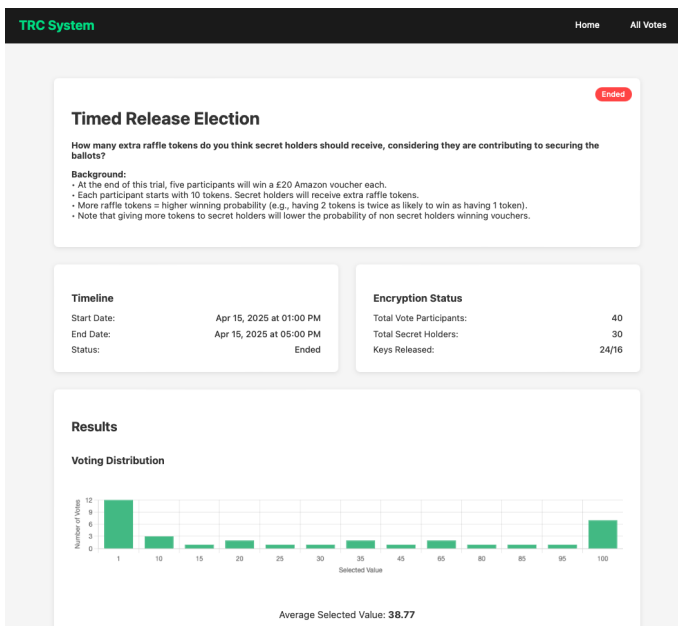 TRC System
Home
All Votes
Ended
Timed Release Election
How many extra raffle tokens do you think secret holders should receive, considering they are contributing to securing the
ballots?
Background:
• At the end of this trial, five participants will win a £20 Amazon voucher each.
• Each participant starts with 10 tokens. Secret holders will receive extra raffle tokens.
• More raffle tokens = higher winning probability (e.g., having 2 tokens is twice as likely to win as having 1 token).
• Note that giving more tokens to secret holders will lower the probability of non secret holders winning vouchers.
Timeline
Start Date: Apr 15, 2025 at 01:00 PM
End Date: Apr 15, 2025 at 05:00 PM
Status: Ended
Encryption Status
Total Vote Participants: 40
Total Secret Holders: 30
Keys Released: 24/16
Results
Voting Distribution
Number of Votes
12
9
6
3
0
1 10 15 20 25 30 35 45 65 80 85 95 100
Selected Value
Average Selected Value: 38.77